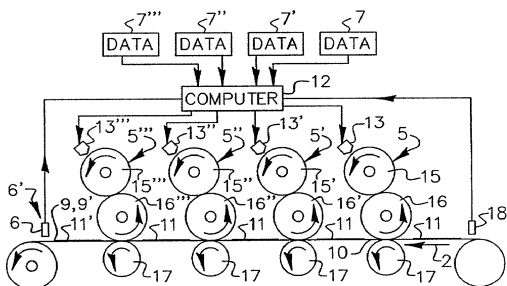 7''' 7'' 7' 7
DATA DATA DATA DATA
COMPUTER 12
13''' 13'' 13' 13
5''' 5'' 5' 5
15''' 15'' 15' 15
6' 16''' 16'' 16' 16 18
6 9,9' 11' 11 11 11 11
10 2
17 17 17 17